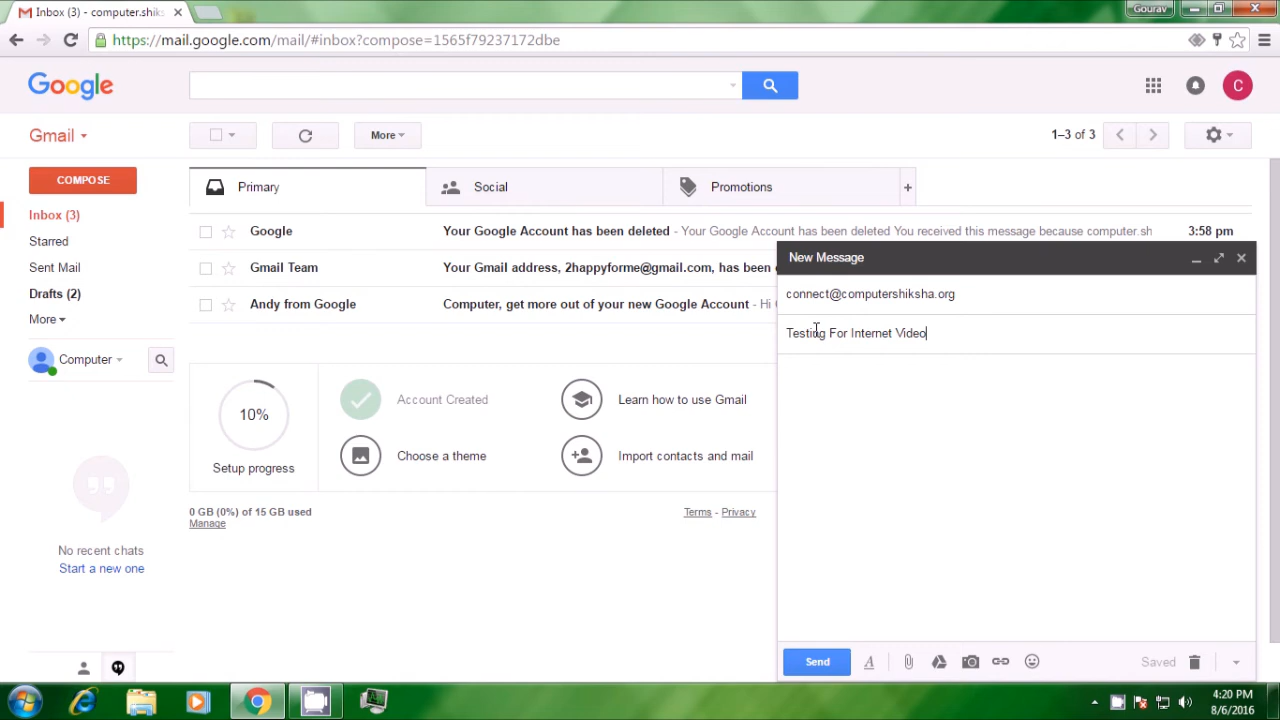 Inbox (3) - computer.shiks
Gourav
https://mail.google.com/mail/#inbox?compose=1565f79237172dbe
Google
C
Gmail
More
1–3 of 3
COMPOSE
Primary
Social
Promotions
+
Inbox (3)
Starred
Sent Mail
Drafts (2)
More
Google
Your Google Account has been deleted - Your Google Account has been deleted You received this message because computer.sh
3:58 pm
Gmail Team
Your Gmail address, 2happyforme@gmail.com, has been
Andy from Google
Computer, get more out of your new Google Account - Hi
New Message
connect@computershiksha.org
Testing For Internet Video
Computer
10%
Setup progress
Account Created
Learn how to use Gmail
Choose a theme
Import contacts and mail
0 GB (0%) of 15 GB used
Manage
Terms - Privacy
No recent chats
Start a new one
Send
A
Saved
4:20 PM
8/6/2016